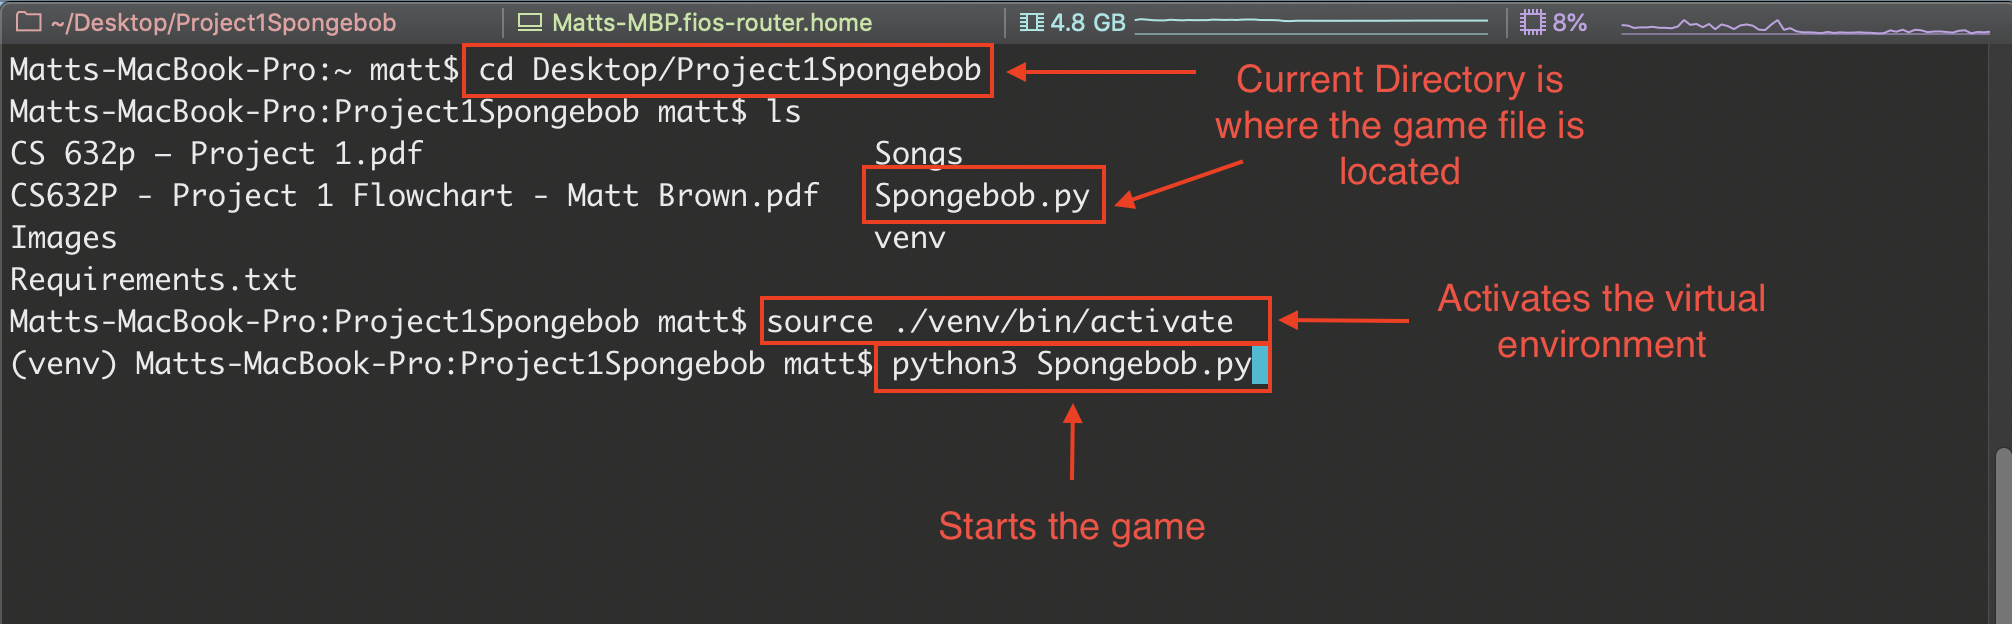 ~/Desktop/Project1Spongebob Matts-MBP.fios-router.home 4.8 GB 8%
Matts-MacBook-Pro:~ matt$ cd Desktop/Project1Spongebob
Matts-MacBook-Pro:Project1Spongebob matt$ ls
CS 632p – Project 1.pdf Songs
CS632P - Project 1 Flowchart - Matt Brown.pdf Spongebob.py
Images venv
Requirements.txt
Matts-MacBook-Pro:Project1Spongebob matt$ source ./venv/bin/activate
(venv) Matts-MacBook-Pro:Project1Spongebob matt$ python3 Spongebob.py
Current Directory is
where the game file is
located
Activates the virtual
environment
Starts the game